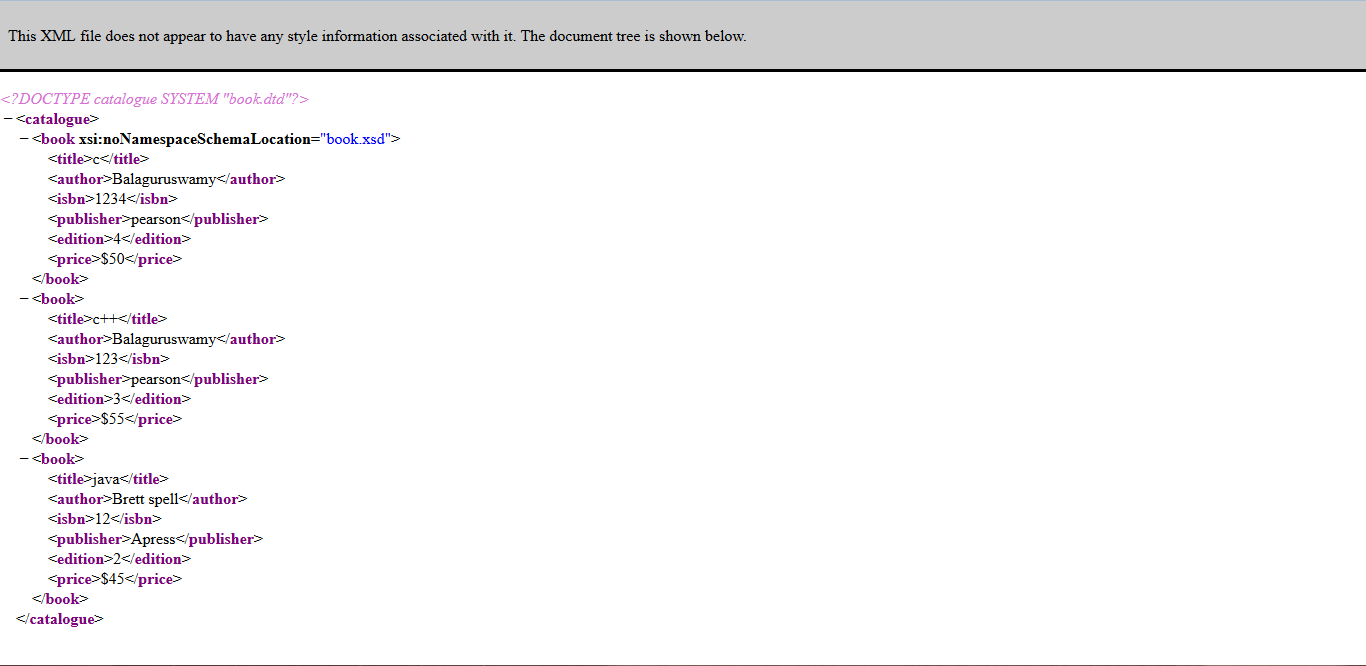 This XML file does not appear to have any style information associated with it. The document tree is shown below.
<?DOCTYPE catalogue SYSTEM "book.dtd"?>
−<catalogue>
−<book xsi:noNamespaceSchemaLocation="book.xsd">
<title>c</title>
<author>Balaguruswamy</author>
<isbn>1234</isbn>
<publisher>pearson</publisher>
<edition>4</edition>
<price>$50</price>
</book>
−<book>
<title>c++</title>
<author>Balaguruswamy</author>
<isbn>123</isbn>
<publisher>pearson</publisher>
<edition>3</edition>
<price>$55</price>
</book>
−<book>
<title>java</title>
<author>Brett spell</author>
<isbn>12</isbn>
<publisher>Apress</publisher>
<edition>2</edition>
<price>$45</price>
</book>
</catalogue>